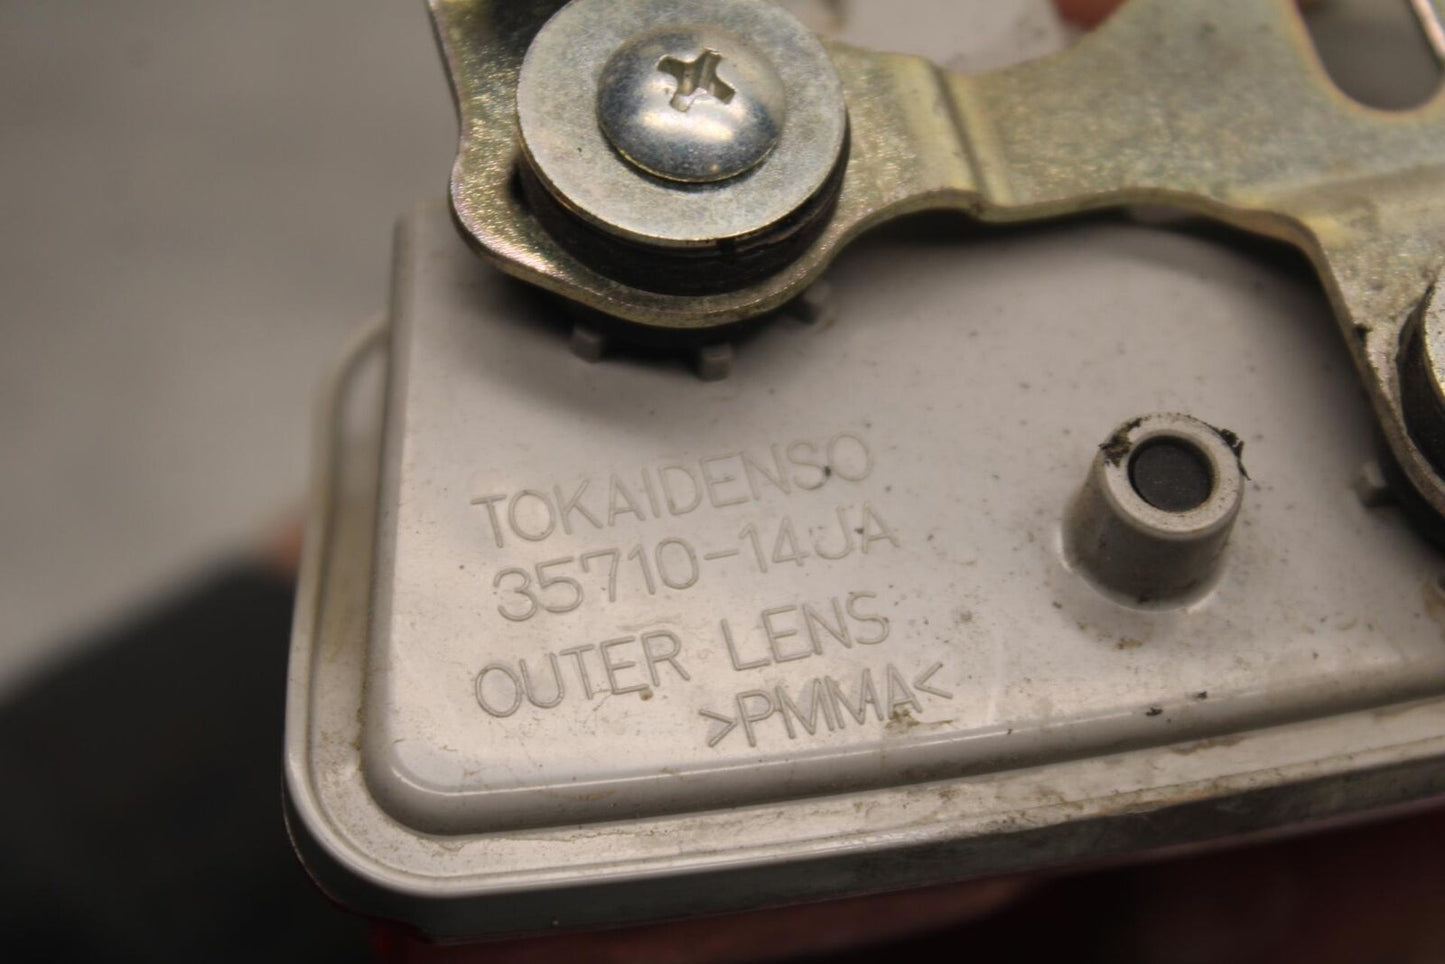 TOKAIDENSO
35710-14JA
OUTER LENS
>PMMA<